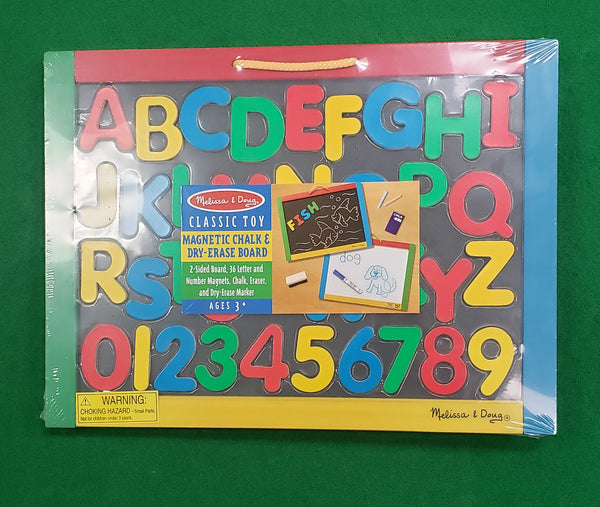 A B C D E F G H I
J K N P Q
R S Y Z
0 1 2 3 4 5 6 7 8 9
Melissa & Doug
CLASSIC TOY
MAGNETIC CHALK &
DRY-ERASE BOARD
2-Sided Board, 36 Letter and
Number Magnets, Chalk, Eraser,
and Dry-Erase Marker
AGES 3+
FISH
dog
WARNING:
CHOKING HAZARD - Small Parts.
Not for children under 3 years.
Melissa & Doug®